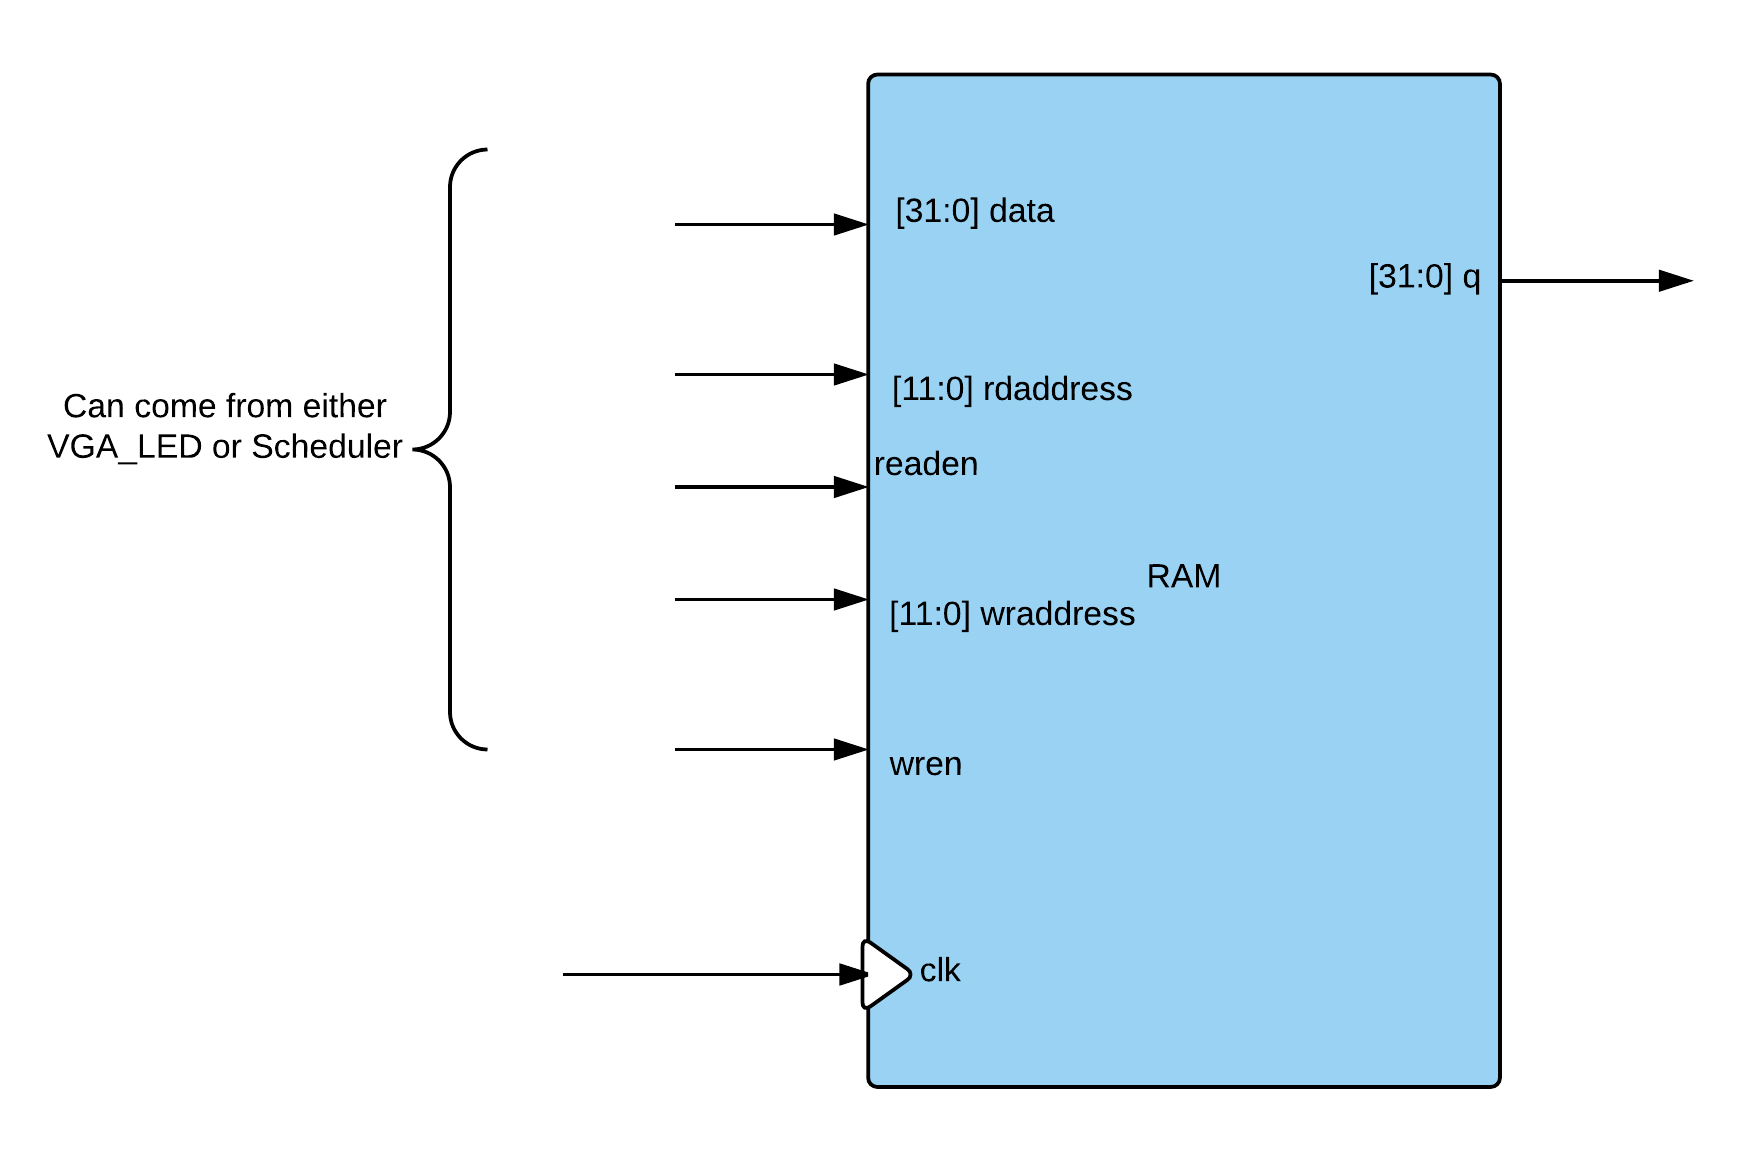 [31:0] data
[31:0] q
[11:0] rdaddress
Can come from either
VGA_LED or Scheduler
readen
RAM
[11:0] wraddress
wren
clk